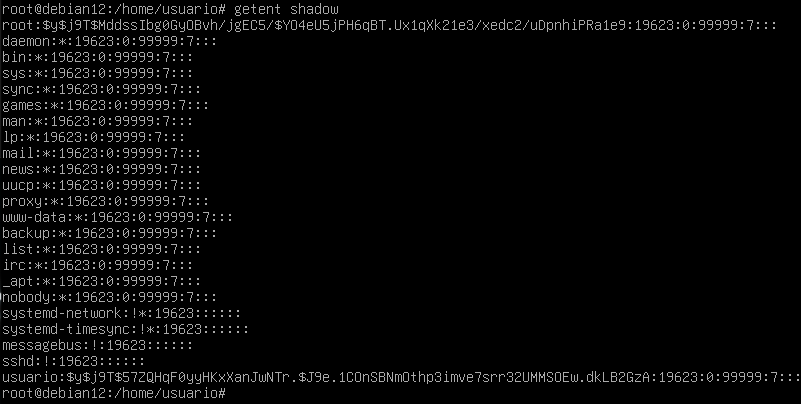 root@debian12:/home/usuario# getent shadow
root:$y$j9T$MddssIbg0GyOBvh/jgEC5/$YO4eU5jPH6qBT.Ux1qXk21e3/xedc2/uDpnhiPRa1e9:19623:0:99999:7:::
daemon:*:19623:0:99999:7:::
bin:*:19623:0:99999:7:::
sys:*:19623:0:99999:7:::
sync:*:19623:0:99999:7:::
games:*:19623:0:99999:7:::
man:*:19623:0:99999:7:::
lp:*:19623:0:99999:7:::
mail:*:19623:0:99999:7:::
news:*:19623:0:99999:7:::
uucp:*:19623:0:99999:7:::
proxy:*:19623:0:99999:7:::
www-data:*:19623:0:99999:7:::
backup:*:19623:0:99999:7:::
list:*:19623:0:99999:7:::
irc:*:19623:0:99999:7:::
_apt:*:19623:0:99999:7:::
nobody:*:19623:0:99999:7:::
systemd-network:!*:19623::::::
systemd-timesync:!*:19623::::::
messagebus:!:19623::::::
sshd:!:19623::::::
usuario:$y$j9T$57ZQHqF0yyHKxXanJwNTr.$J9e.1COnSBNmOthp3imve7srr32UMMSOEw.dkLB2GzA:19623:0:99999:7:::
root@debian12:/home/usuario#